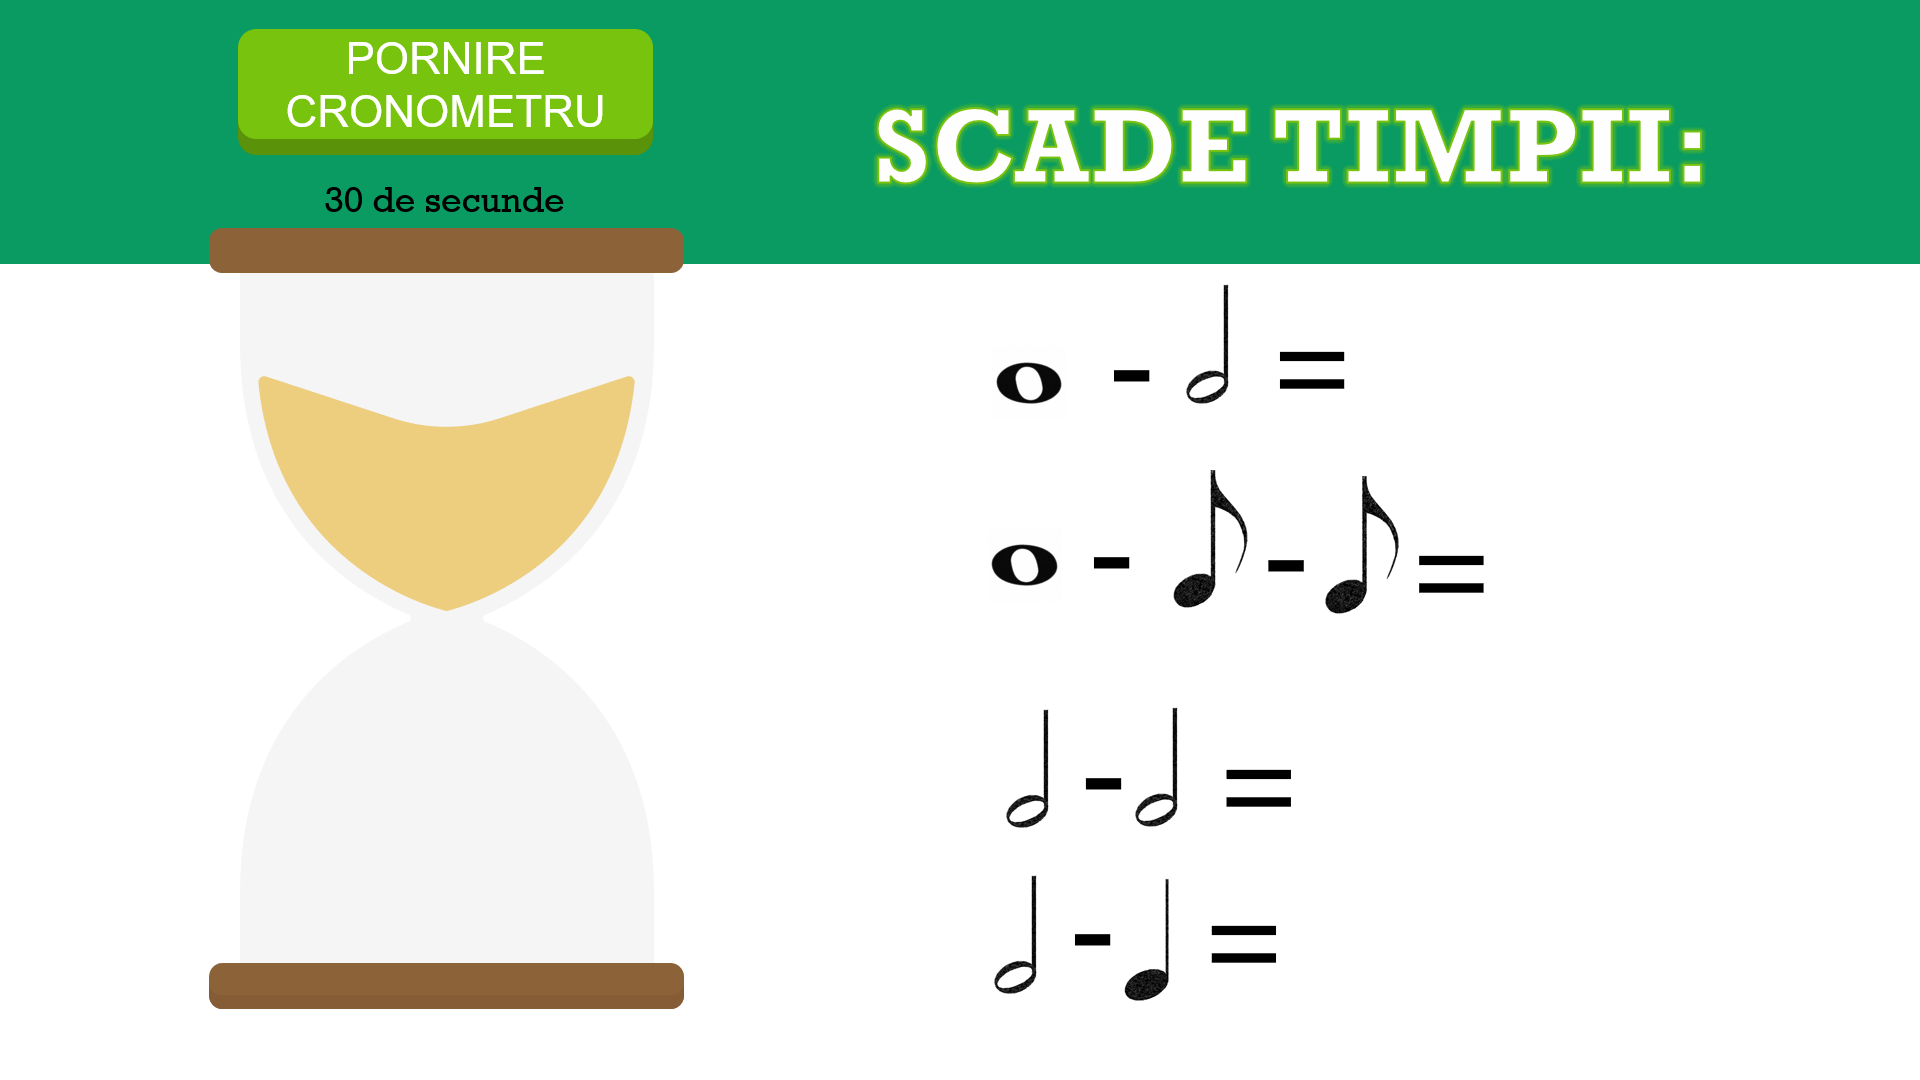 PORNIRE
CRONOMETRU
30 de secunde
SCADE TIMPII:
- =
- - =
- =
- =